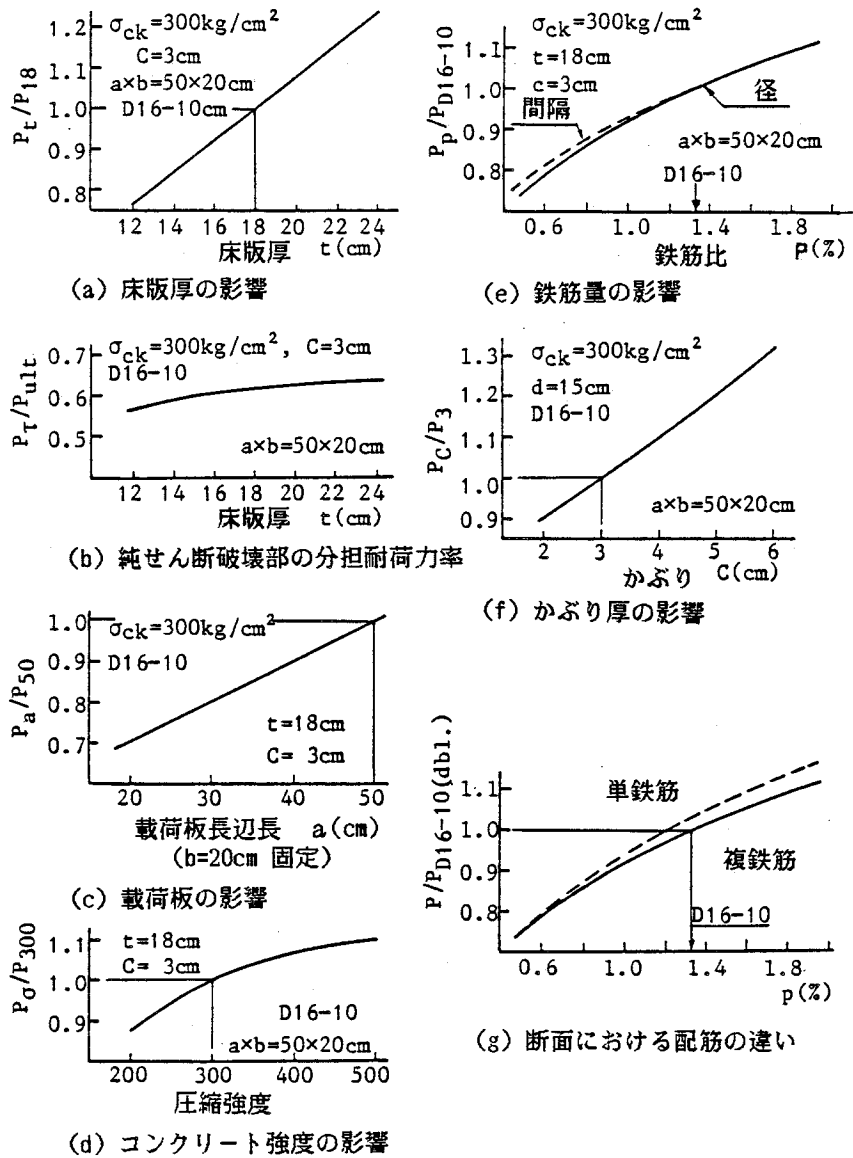 1.2
1.1
1.0
0.9
0.8
Pt/P18
σck=300kg/cm²
C=3cm
a×b=50×20cm
D16-10cm
12 14 16 18 20 22 24
床版厚 t(cm)
(a) 床版厚の影響
0.7
0.6
0.5
Pτ/Pult
σck=300kg/cm², C=3cm
D16-10
a×b=50×20cm
12 14 16 18 20 22 24
床版厚 t(cm)
(b) 純せん断破壊部の分担耐荷力率
1.0
0.9
0.8
0.7
Pa/P50
σck=300kg/cm²
D16-10
t=18cm
C= 3cm
20 30 40 50
載荷板長辺長 a(cm)
(b=20cm 固定)
(c) 載荷板の影響
1.1
1.0
0.9
Pσ/P300
t=18cm
C= 3cm
D16-10
a×b=50×20cm
200 300 400 500
圧縮強度
(d) コンクリート強度の影響
1.1
1.0
0.9
0.8
Pp/PD16-10
σck=300kg/cm²
t=18cm
c=3cm
間隔
径
a×b=50×20cm
D16-10
0.6 1.0 1.4 1.8
鉄筋比 P(%)
(e) 鉄筋量の影響
1.3
1.2
1.1
1.0
0.9
PC/P3
σck=300kg/cm²
d=15cm
D16-10
a×b=50×20cm
2 3 4 5 6
かぶり C(cm)
(f) かぶり厚の影響
1.1
1.0
0.9
0.8
P/PD16-10(dbl.)
単鉄筋
複鉄筋
D16-10
0.6 1.0 1.4 1.8
p(%)
(g) 断面における配筋の違い